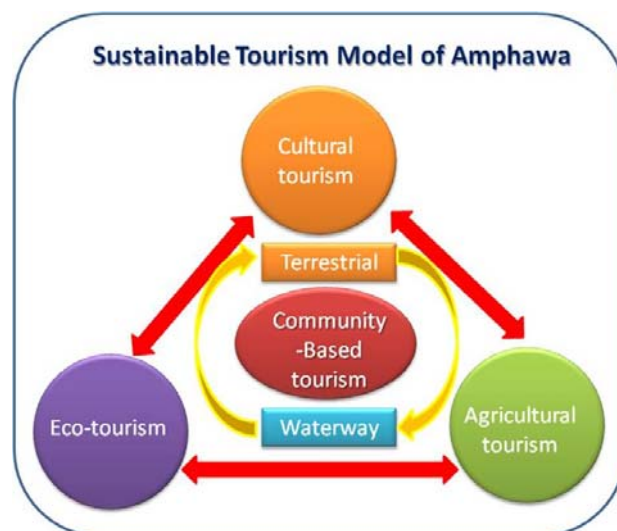 Sustainable Tourism Model of Amphawa
Cultural
tourism
Terrestrial
Community
-Based
tourism
Eco-tourism
Waterway
Agricultural
tourism